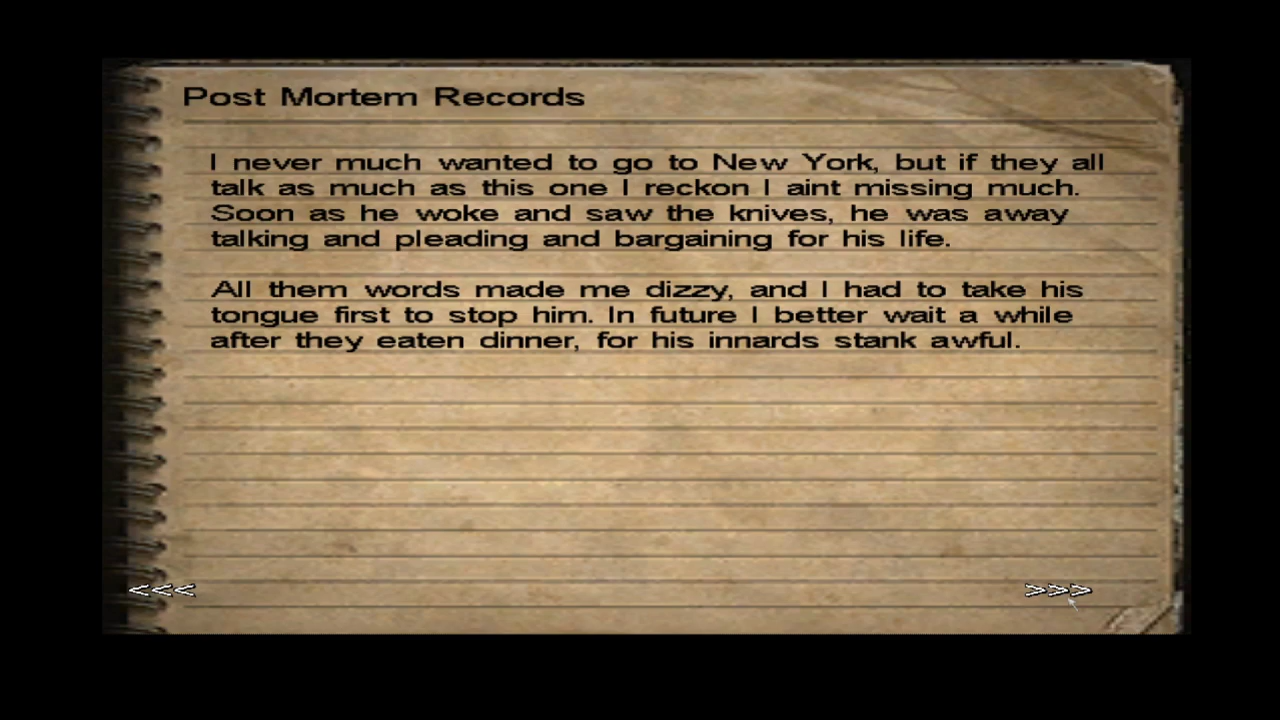 Post Mortem Records
I never much wanted to go to New York, but if they all
talk as much as this one I reckon I aint missing much.
Soon as he woke and saw the knives, he was away
talking and pleading and bargaining for his life.
All them words made me dizzy, and I had to take his
tongue first to stop him. In future I better wait a while
after they eaten dinner, for his innards stank awful.
<<< >>>